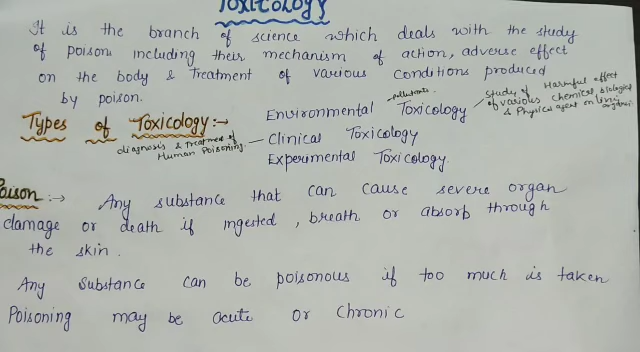 Toxicology
It is the branch of science which deals with the study
of poison including their mechanism of action, adverse effect
on the body & Treatment of various conditions produced
by poison.
Types of Toxicology:→
Environmental Toxicology
pollutants.
study of Harmful effect
of various chemical, biological
& Physical agent on living
Clinical Toxicology
diagnosis & Treatment of
Human Poisoning.
Experimental Toxicology.
Poison:→ Any substance that can cause severe organ
damage or death if ingested, breath or absorb through
the skin.
Any substance can be poisonous if too much is taken
Poisoning may be acute or chronic